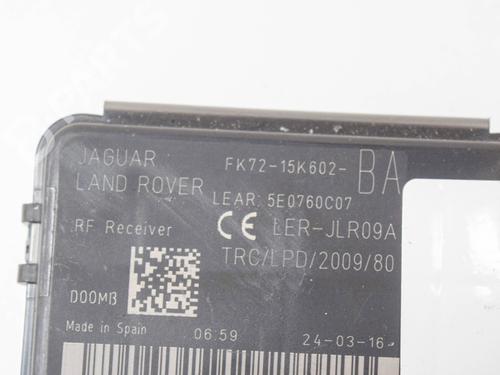 JAGUAR
LAND ROVER
FK72-15K602-
BA
LEAR: 5E0760C07
RF Receiver
CE LER-JLR09A
TRC/LPD/2009/80
D00MB
Made in Spain
06:59
24-03-16